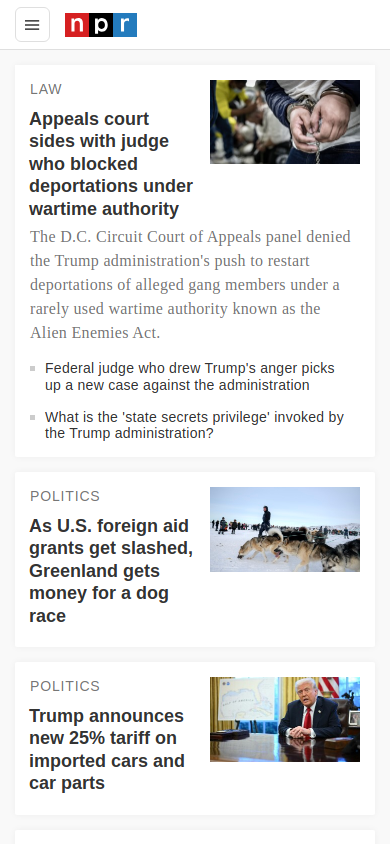 npr
LAW
Appeals court
sides with judge
who blocked
deportations under
wartime authority
The D.C. Circuit Court of Appeals panel denied
the Trump administration's push to restart
deportations of alleged gang members under a
rarely used wartime authority known as the
Alien Enemies Act.
Federal judge who drew Trump's anger picks
up a new case against the administration
What is the 'state secrets privilege' invoked by
the Trump administration?
POLITICS
As U.S. foreign aid
grants get slashed,
Greenland gets
money for a dog
race
POLITICS
Trump announces
new 25% tariff on
imported cars and
car parts